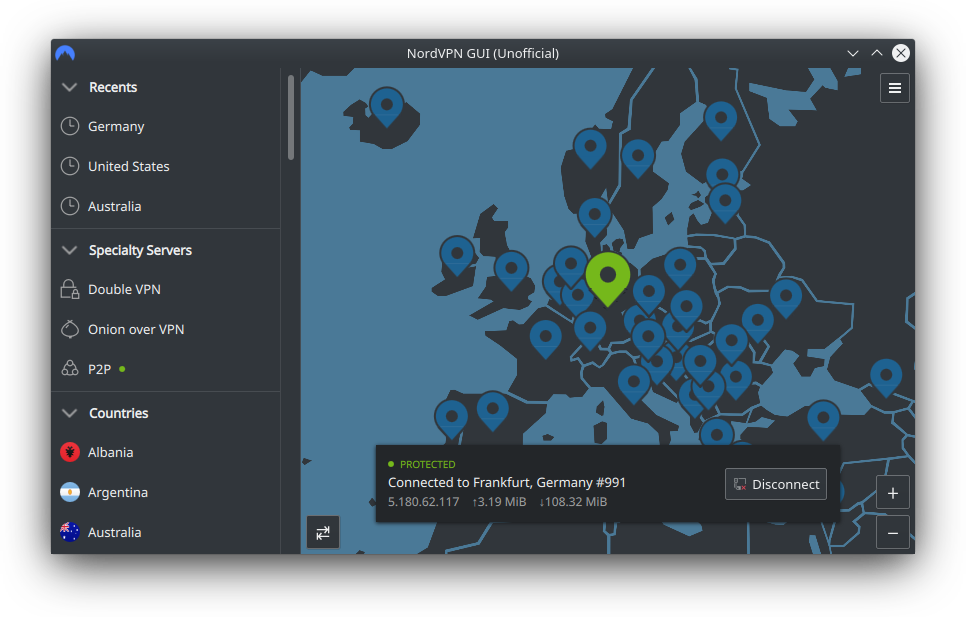 NordVPN GUI (Unofficial)
Recents
Germany
United States
Australia
Specialty Servers
Double VPN
Onion over VPN
P2P
Countries
Albania
Argentina
Australia
PROTECTED
Connected to Frankfurt, Germany #991
5.180.62.117 ↑3.19 MiB ↓108.32 MiB
Disconnect